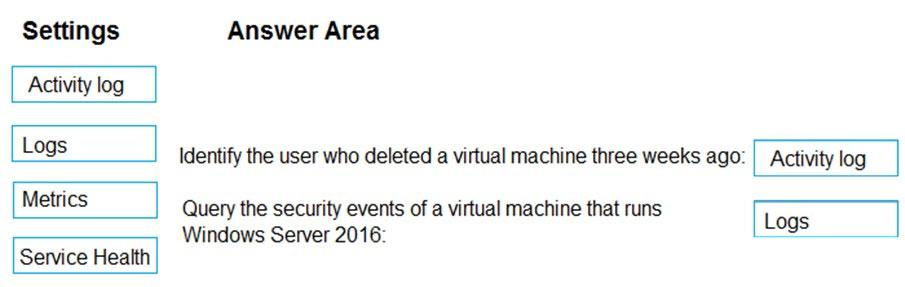 Settings
Answer Area
Activity log
Logs
Metrics
Service Health
Identify the user who deleted a virtual machine three weeks ago:
Activity log
Query the security events of a virtual machine that runs
Windows Server 2016:
Logs